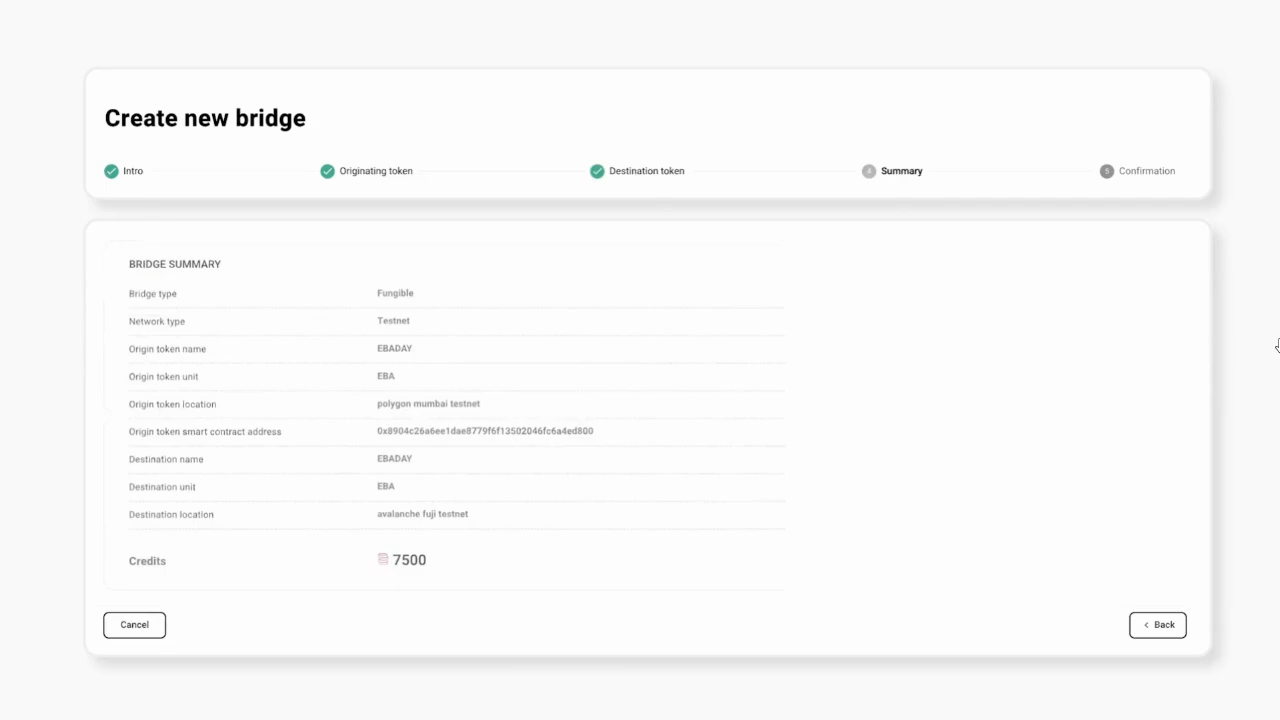 Create new bridge
Intro
Originating token
Destination token
4 Summary
5 Confirmation
BRIDGE SUMMARY
Bridge type Fungible
Network type Testnet
Origin token name EBADAY
Origin token unit EBA
Origin token location polygon mumbai testnet
Origin token smart contract address 0x8904c26a6ee1dae8779f6f13502046fc6a4ed800
Destination name EBADAY
Destination unit EBA
Destination location avalanche fuji testnet
Credits 7500
Cancel
< Back